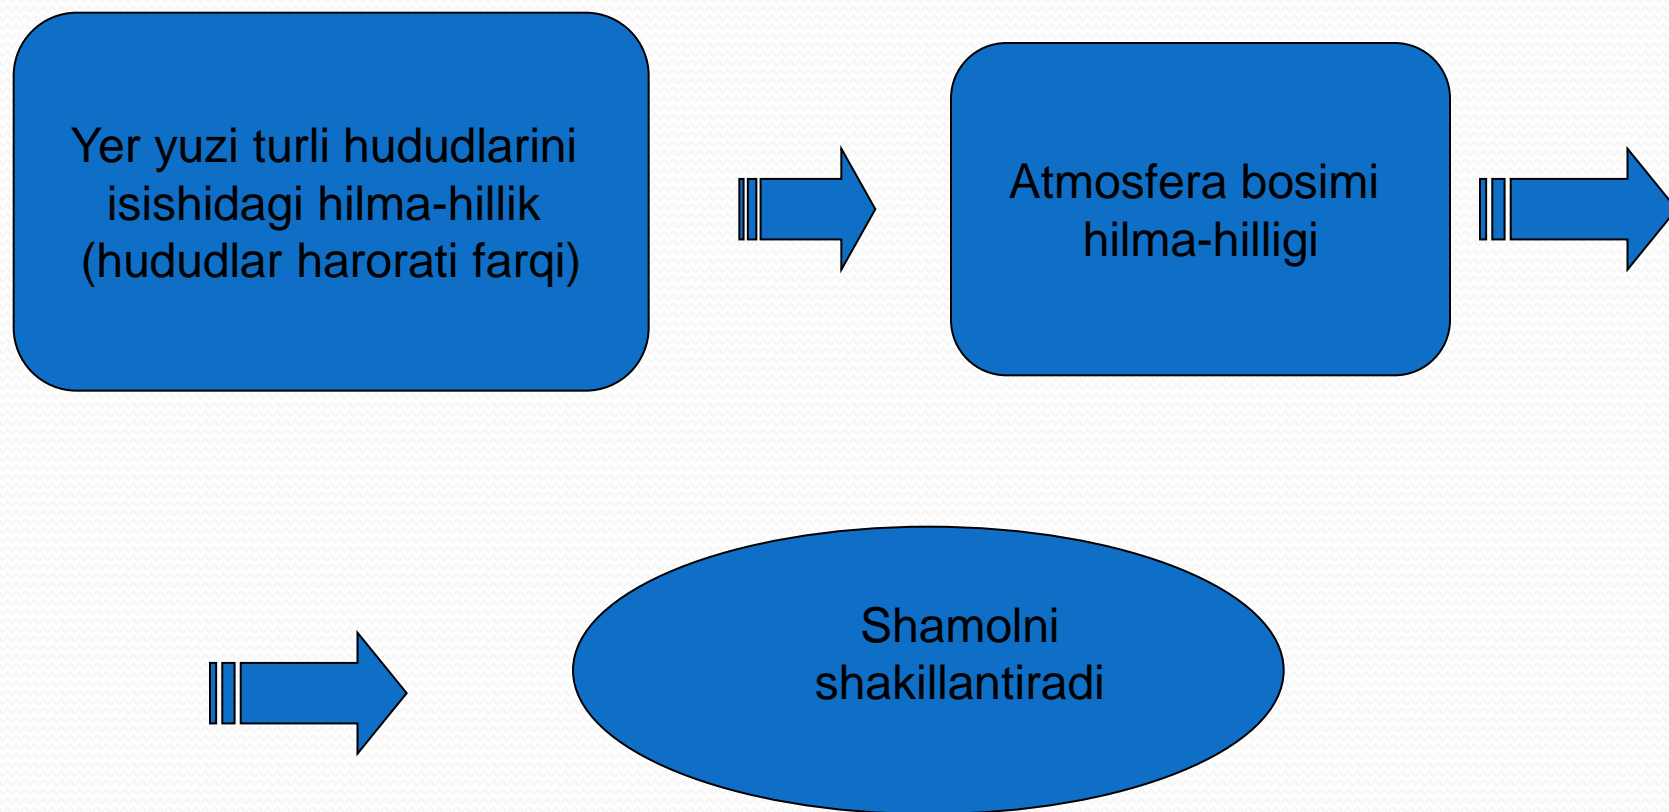 Yer yuzi turli hududlarini
isishidagi hilma-hillik
(hududlar harorati farqi)
Atmosfera bosimi
hilma-hilligi
Shamolni
shakillantiradi